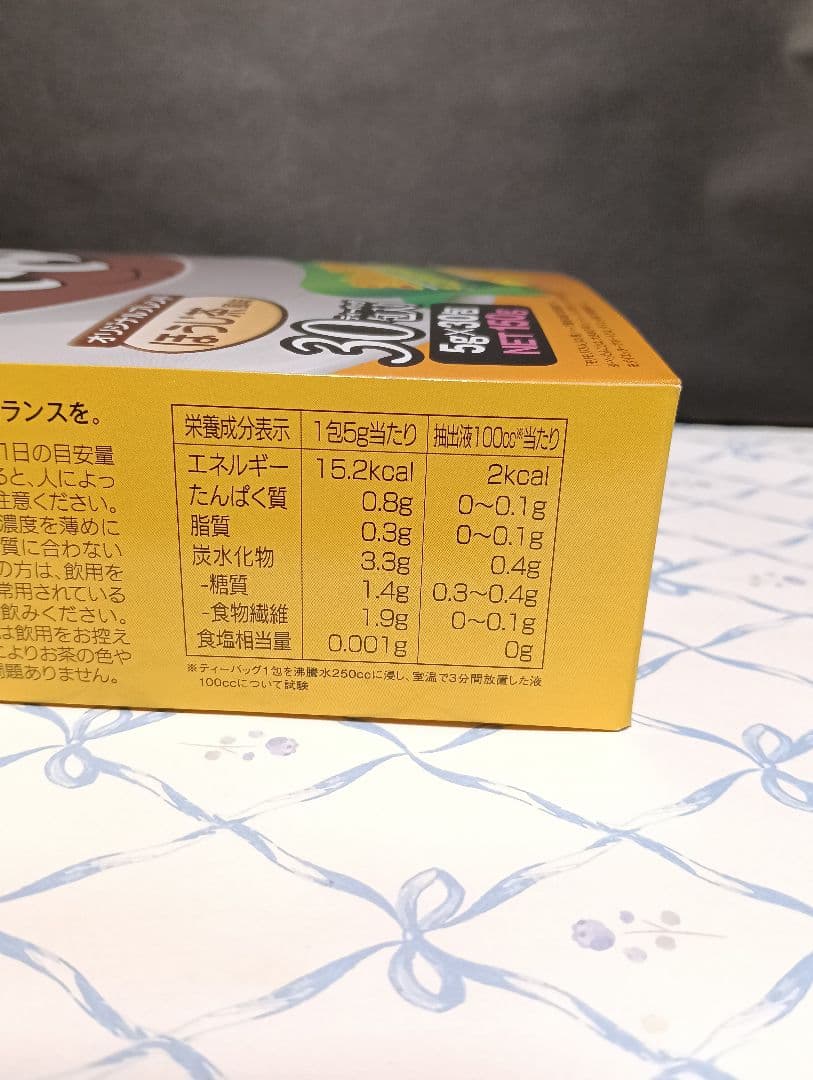 オリジナルブレンド
ほうじ
30
5g×30包
NET150g
ランスを。
1日の目安量
ると、人によっ
注意ください。
濃度を薄めに
質に合わない
の方は、飲用を
常用されている
飲みください。
は飲用をお控え
によりお茶の色や
問題ありません。
栄養成分表示 1包5g当たり 抽出液100cc※当たり
エネルギー 15.2kcal 2kcal
たんぱく質 0.8g 0〜0.1g
脂質 0.3g 0〜0.1g
炭水化物 3.3g 0.4g
-糖質 1.4g 0.3〜0.4g
-食物繊維 1.9g 0〜0.1g
食塩相当量 0.001g 0g
※ティーバッグ1包を沸騰水250ccに浸し、室温で3分間放置した液
100ccについて試験